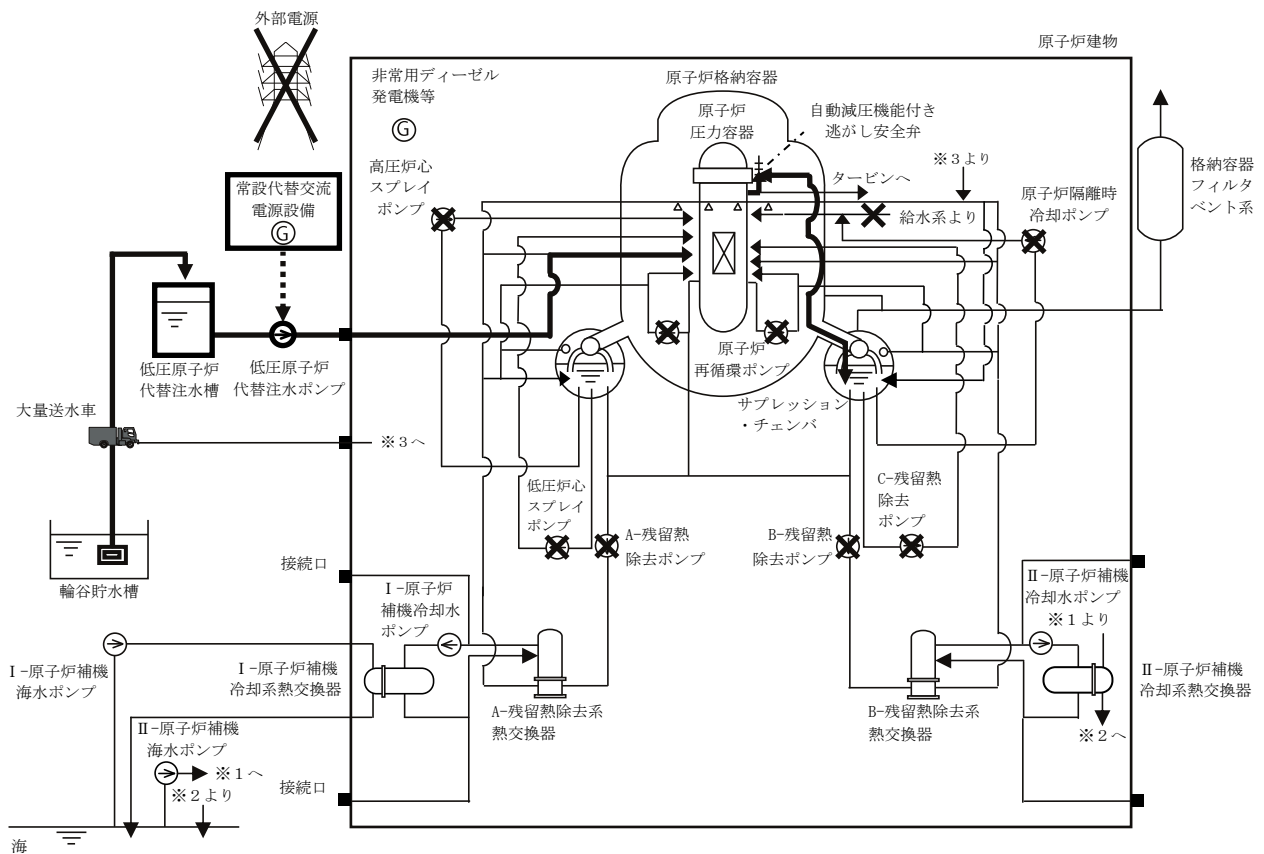 外部電源
原子炉建物
非常用ディーゼル
発電機等
G
原子炉格納容器
原子炉
圧力容器
自動減圧機能付き
逃がし安全弁
※3より
タービンへ
高圧炉心
スプレイ
ポンプ
給水系より
原子炉隔離時
冷却ポンプ
格納容器
フィルタ
ベント系
常設代替交流
電源設備
G
低圧原子炉
代替注水槽
低圧原子炉
代替注水ポンプ
原子炉
再循環ポンプ
サプレッション
・チェンバ
大量送水車
※3へ
低圧炉心
スプレイ
ポンプ
A-残留熱
除去ポンプ
B-残留熱
除去ポンプ
C-残留熱
除去
ポンプ
輪谷貯水槽
接続口
Ⅰ-原子炉
補機冷却水
ポンプ
Ⅱ-原子炉補機
冷却水ポンプ
※1より
Ⅰ-原子炉補機
海水ポンプ
Ⅰ-原子炉補機
冷却系熱交換器
Ⅱ-原子炉補機
冷却系熱交換器
A-残留熱除去系
熱交換器
B-残留熱除去系
熱交換器
※2へ
Ⅱ-原子炉補機
海水ポンプ
※1へ
※2より
接続口
海